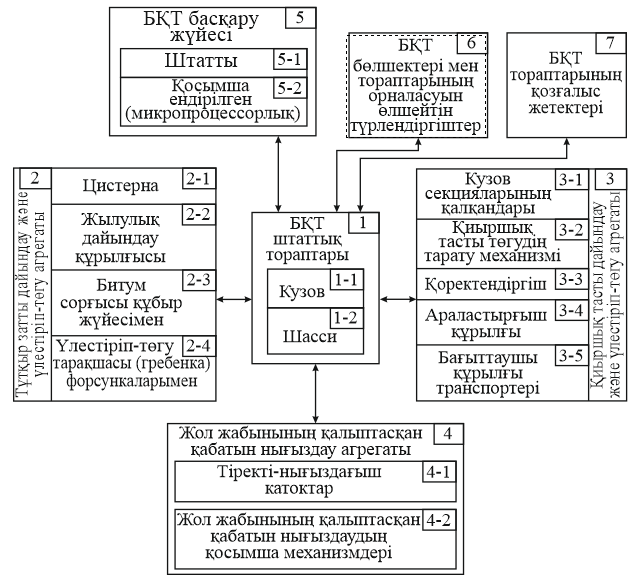 БҚТ басқару 5
жүйесі
Штатты 5-1
Қосымша 5-2
ендірілген
(микропроцессорлық)
БҚТ 6
бөлшектері мен
тораптарының
орналасуын
өлшейтін
түрлендіргіштер
БҚТ 7
тораптарының
қозғалыс
жетектері
2
Тұтқыр затты дайындау және
үлестіріп-төгу агрегаты
Цистерна 2-1
Жылулық 2-2
дайындау
құрылғысы
Битум 2-3
сорғысы құбыр
жүйесімен
Үлестіріп-төгу 2-4
тарақшасы (гребенка)
форсункаларымен
БҚТ 1
штаттық
тораптары
1-1
Кузов
1-2
Шасси
Кузов 3-1
секцияларының
қалқандары
Қиыршық 3-2
тасты төгудің
тарату механизмі
Қоректендіргіш 3-3
Араластырғыш 3-4
құрылғы
Бағыттаушы 3-5
құрылғы
транспортері
3
Қиыршық тасты дайындау
және үлестіріп-төгу агрегаты
Жол жабынының қалыптасқан 4
қабатын нығыздау агрегаты
Тіректі-нығыздағыш 4-1
катоктар
Жол жабынының қалыптасқан 4-2
қабатын нығыздаудың
қосымша механизмдері